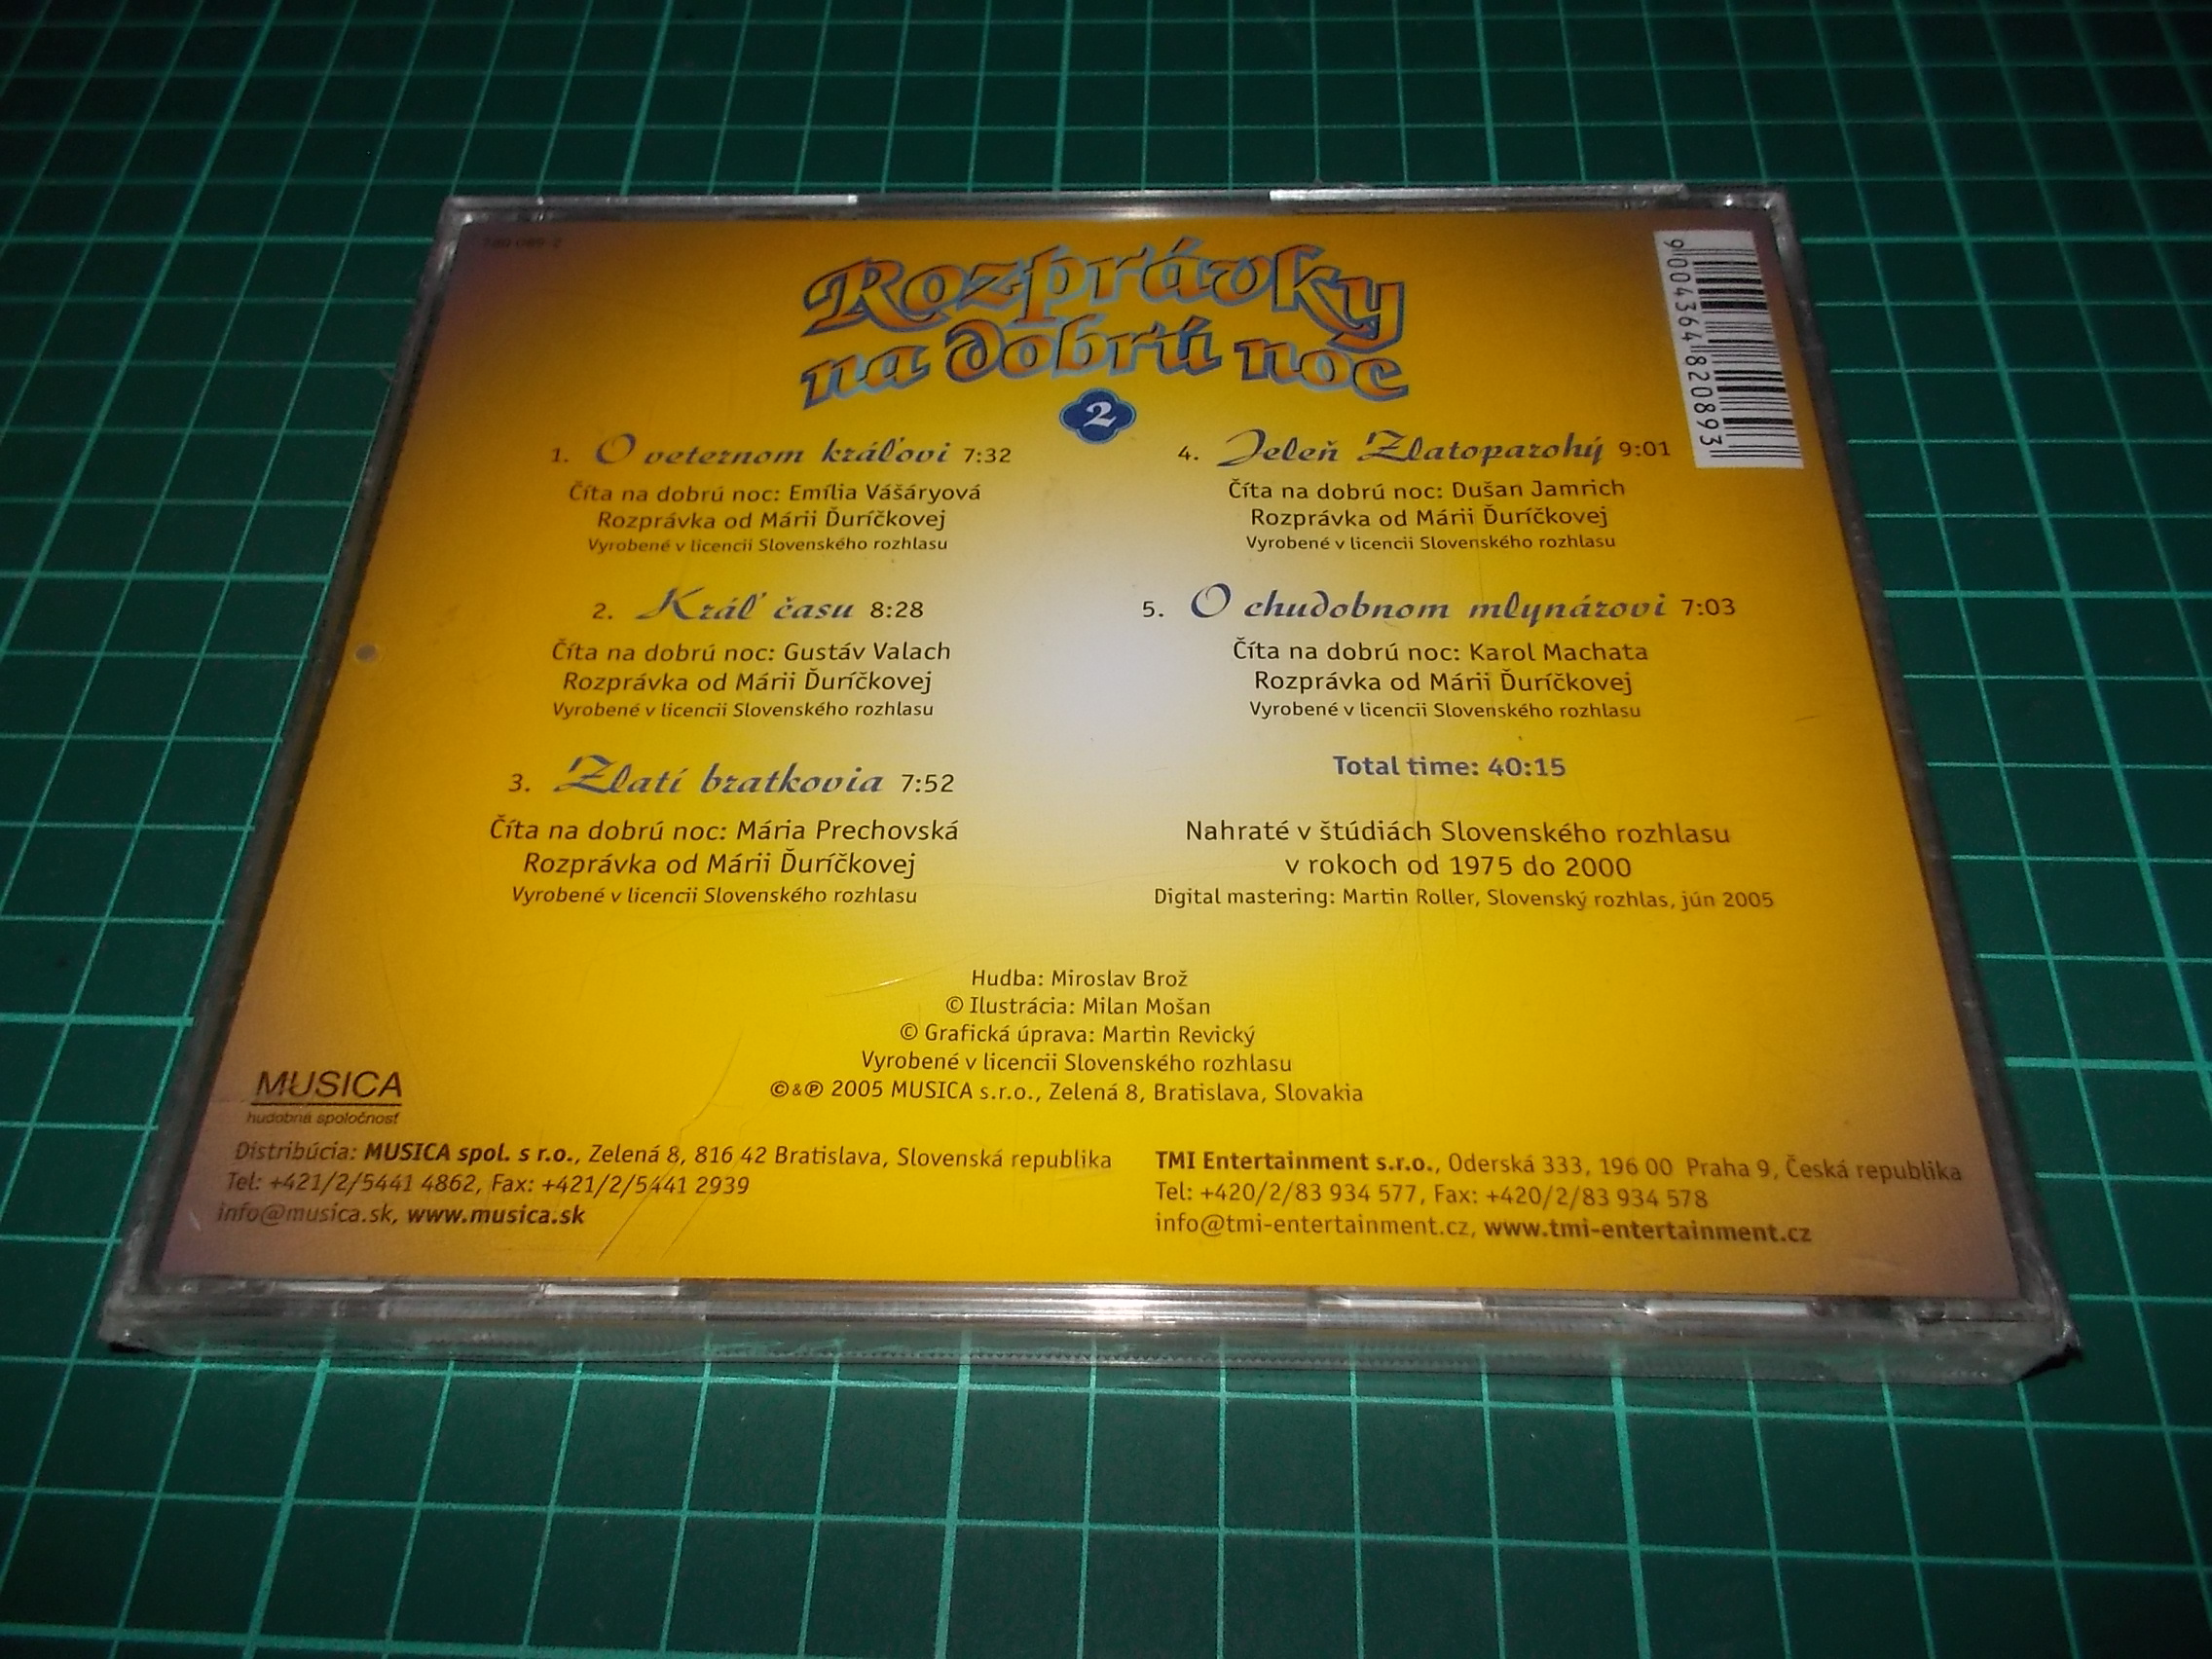 Rozprávky
na dobrú noc
2
9004364820893
1. O veternom kráľovi 7:32
Číta na dobrú noc: Emília Vášáryová
Rozprávka od Márii Ďuríčkovej
Vyrobené v licencii Slovenského rozhlasu
2. Kráľ času 8:28
Číta na dobrú noc: Gustáv Valach
Rozprávka od Márii Ďuríčkovej
Vyrobené v licencii Slovenského rozhlasu
3. Zlatí bratkovia 7:52
Číta na dobrú noc: Mária Prechovská
Rozprávka od Márii Ďuríčkovej
Vyrobené v licencii Slovenského rozhlasu
4. Jeleň Zlatoparohý 9:01
Číta na dobrú noc: Dušan Jamrich
Rozprávka od Márii Ďuríčkovej
Vyrobené v licencii Slovenského rozhlasu
5. O chudobnom mlynárovi 7:03
Číta na dobrú noc: Karol Machata
Rozprávka od Márii Ďuríčkovej
Vyrobené v licencii Slovenského rozhlasu
Total time: 40:15
Nahraté v štúdiách Slovenského rozhlasu
v rokoch od 1975 do 2000
Digital mastering: Martin Roller, Slovenský rozhlas, jún 2005
Hudba: Miroslav Brož
© Ilustrácia: Milan Mošan
© Grafická úprava: Martin Revický
Vyrobené v licencii Slovenského rozhlasu
©&℗ 2005 MUSICA s.r.o., Zelená 8, Bratislava, Slovakia
MUSICA
hudobná spoločnosť
Distribúcia: MUSICA spol. s r.o., Zelená 8, 816 42 Bratislava, Slovenská republika
Tel: +421/2/5441 4862, Fax: +421/2/5441 2939
info@musica.sk, www.musica.sk
TMI Entertainment s.r.o., Oderská 333, 196 00 Praha 9, Česká republika
Tel: +420/2/83 934 577, Fax: +420/2/83 934 578
info@tmi-entertainment.cz, www.tmi-entertainment.cz